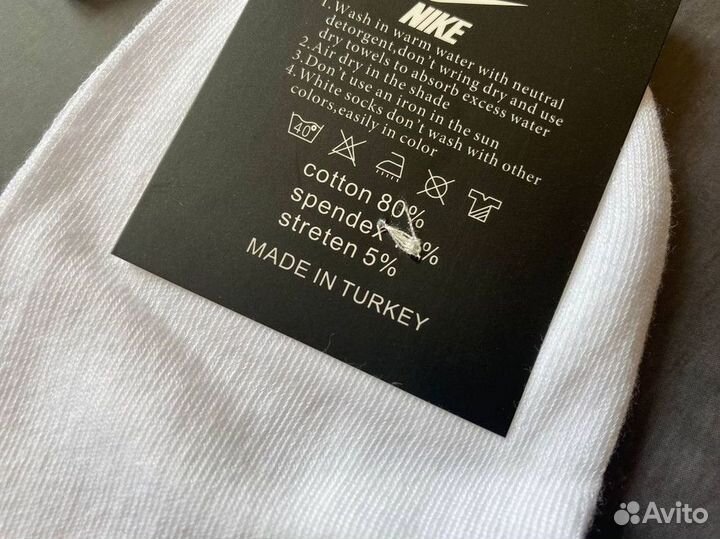 NIKE
1. Wash in warm water with neutral
detorgent,don't wring dry and use
dry towels to absorb excess water
2. Air dry in the shade
3. Don't use an iron in the sun
4. White socks don't wash with other
colors,easily in color
40°
cotton 80%
spendex %
streten 5%
MADE IN TURKEY
Avito